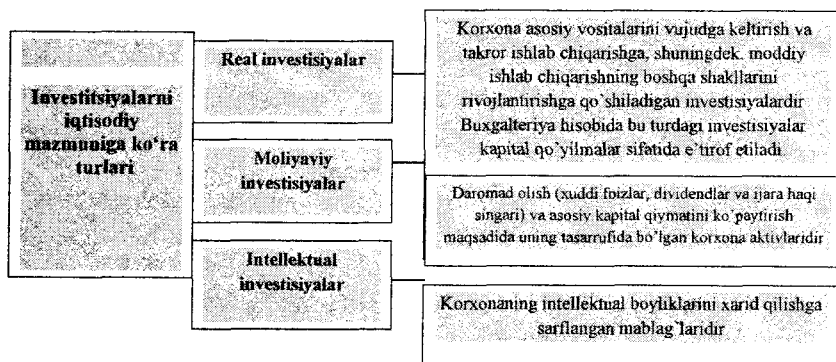 Investitsiyalarni
iqtisodiy
mazmuniga ko‘ra
turlari
Real investisiyalar
Korxona asosiy vositalarini vujudga keltirish va
takror ishlab chiqarishga, shuningdek. moddiy
ishlab chiqarishning boshqa shakllarini
rivojlantirishga qo`shiladigan investisiyalardir
Buxgalteriya hisobida bu turdagi investisiyalar
kapital qo`yilmalar sifatida e`tirof etiladi
Moliyaviy
investisiyalar
Daromad olish (xuddi foizlar, dividendlar va ijara haqi
singari) va asosiv kapital qiymatini ko`paytirish
maqsadida uning tasarrufida bo`lgan korxona aktivlaridir
Intellektual
investisiyalar
Korxonaning intellektual boyliklarini xarid qilishga
sarflangan mablag`laridir